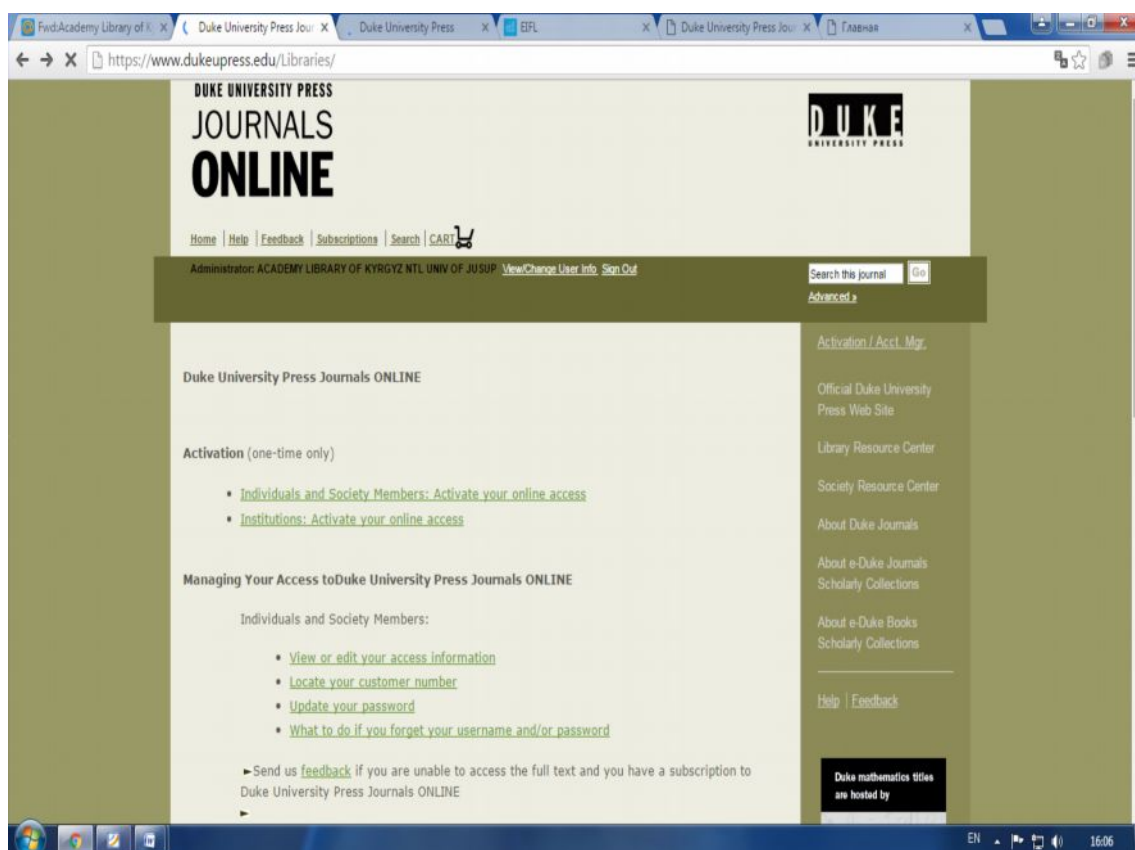 Fwd:Academy Library of K
Duke University Press Jour
Duke University Press
EIFL
Duke University Press Jour
Главная
https://www.dukeupress.edu/Libraries/
DUKE UNIVERSITY PRESS
JOURNALS
ONLINE
DUKE
UNIVERSITY PRESS
Home | Help | Feedback | Subscriptions | Search | CART
Administrator: ACADEMY LIBRARY OF KYRGYZ NTL UNIV OF JUSUP View/Change User Info Sign Out
Search this journal Go
Advanced »
Activation / Acct. Mgr.
Official Duke University
Press Web Site
Library Resource Center
Society Resource Center
About Duke Journals
About e-Duke Journals
Scholarly Collections
About e-Duke Books
Scholarly Collections
Help | Feedback
Duke mathematics titles
are hosted by
Duke University Press Journals ONLINE
Activation (one-time only)
• Individuals and Society Members: Activate your online access
• Institutions: Activate your online access
Managing Your Access toDuke University Press Journals ONLINE
Individuals and Society Members:
• View or edit your access information
• Locate your customer number
• Update your password
• What to do if you forget your username and/or password
►Send us feedback if you are unable to access the full text and you have a subscription to
Duke University Press Journals ONLINE
►
EN 16:06